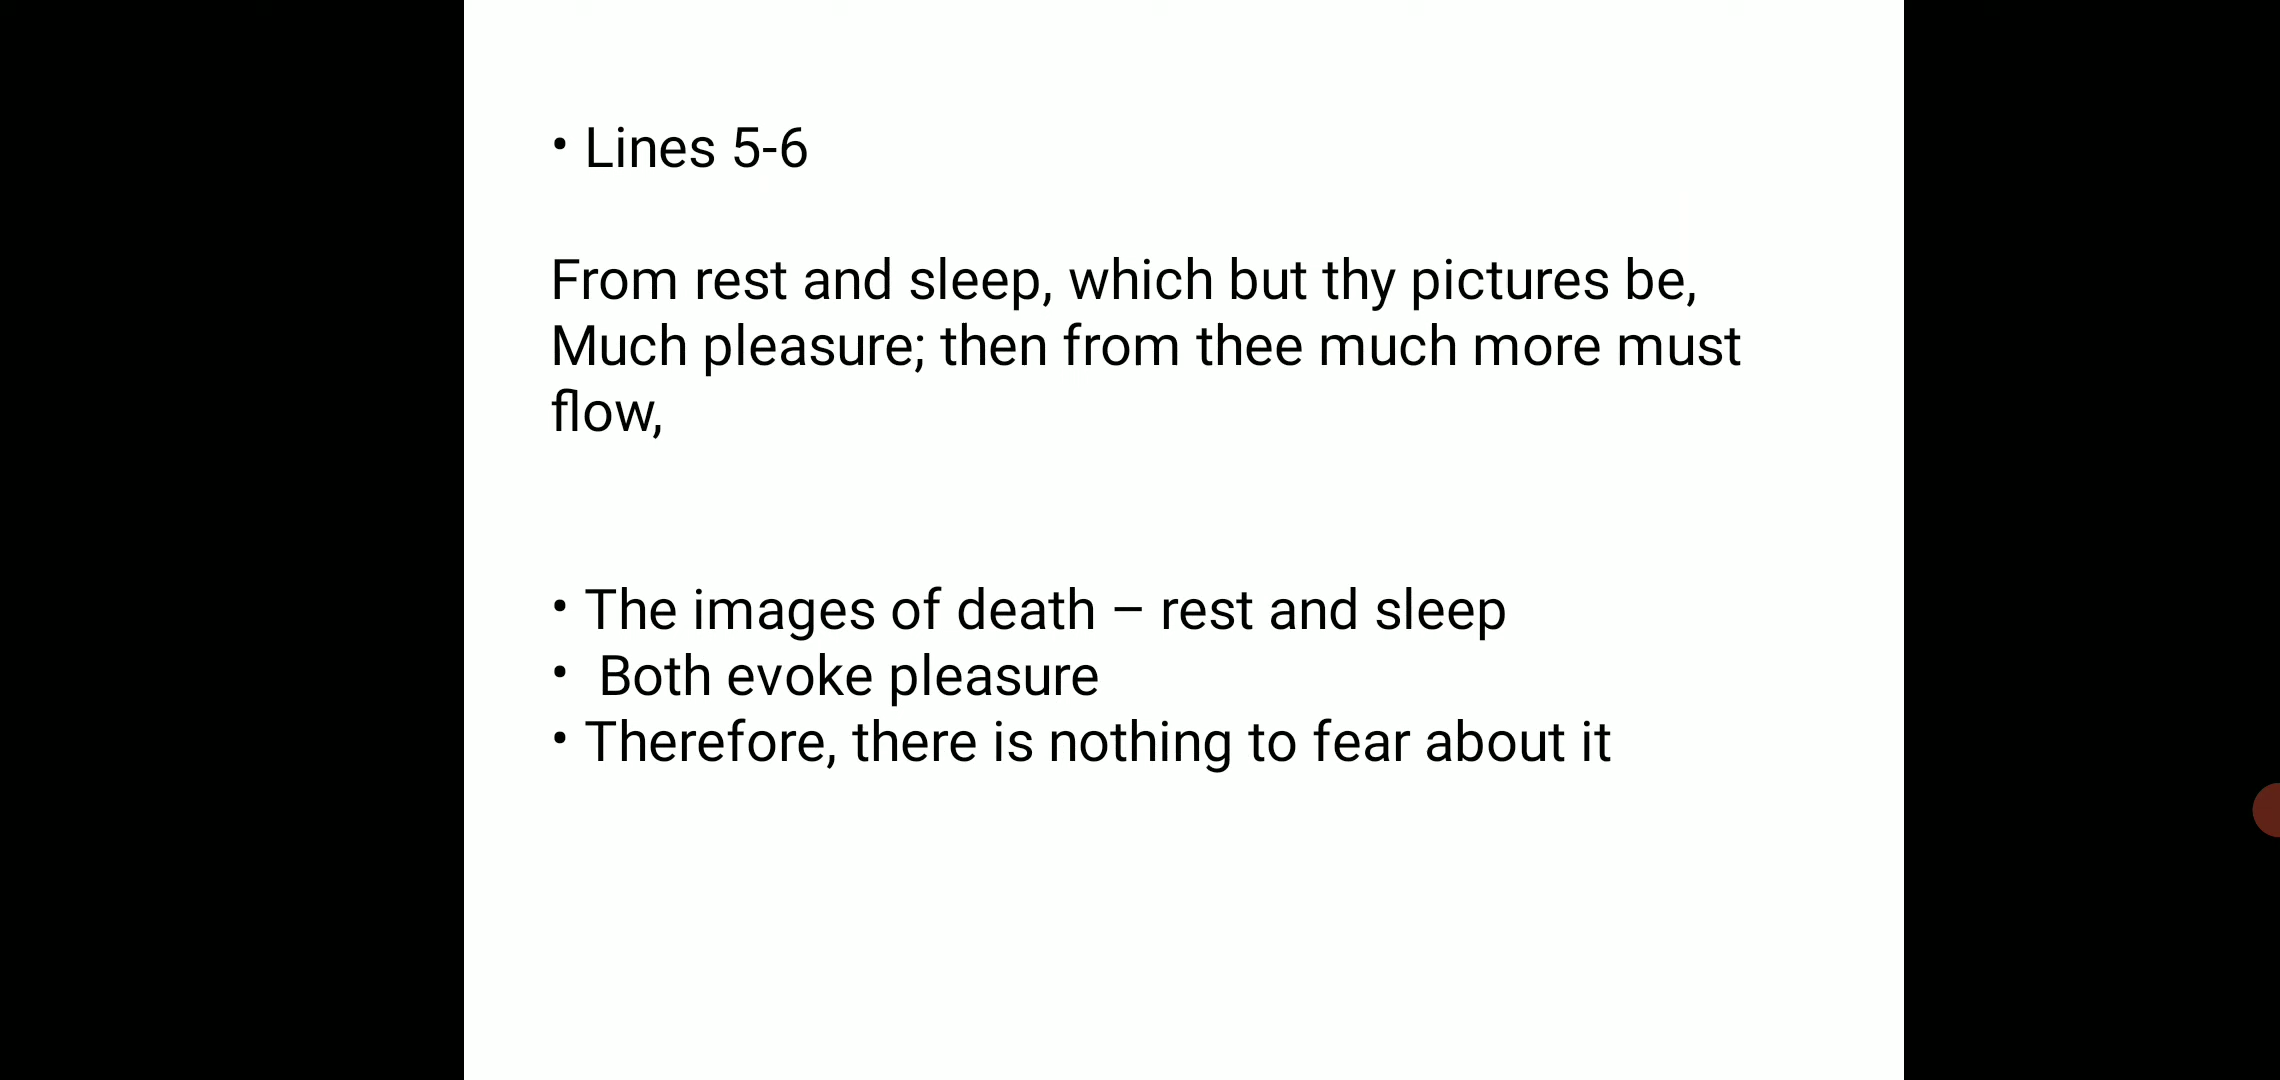 • Lines 5-6
From rest and sleep, which but thy pictures be,
Much pleasure; then from thee much more must
flow,
• The images of death – rest and sleep
• Both evoke pleasure
• Therefore, there is nothing to fear about it